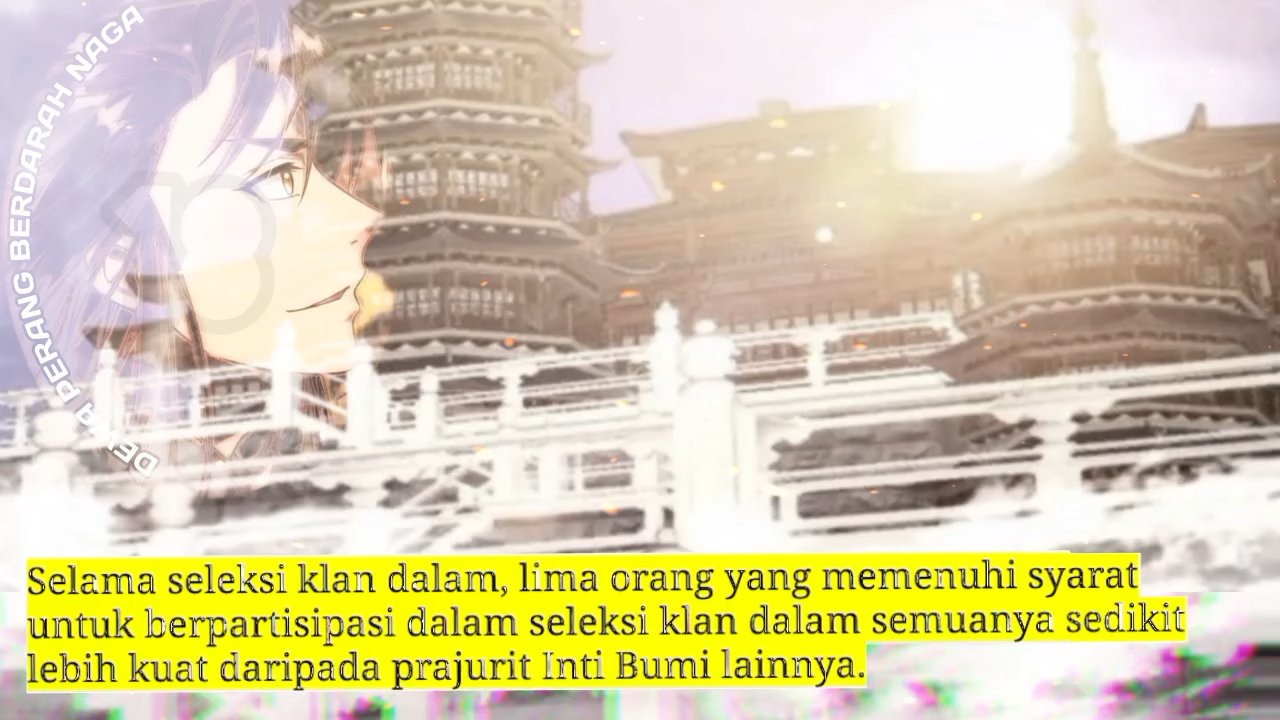 DEWA PERANG BERDARAH NAGA
Selama seleksi klan dalam, lima orang yang memenuhi syarat
untuk berpartisipasi dalam seleksi klan dalam semuanya sedikit
lebih kuat daripada prajurit Inti Bumi lainnya.